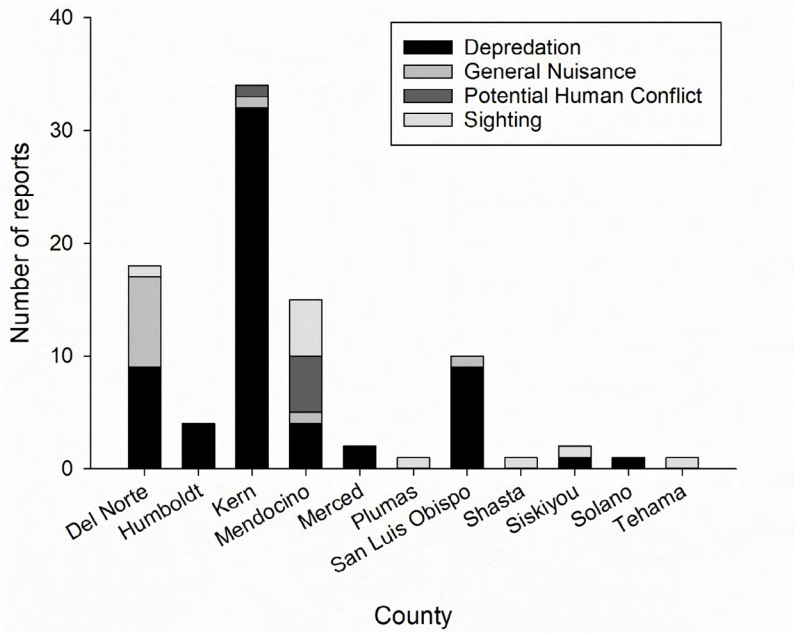 40
30
20
10
0
Number of reports
Depredation
General Nuisance
Potential Human Conflict
Sighting
Del Norte
Humboldt
Kern
Mendocino
Merced
Plumas
San Luis Obispo
Shasta
Siskiyou
Solano
Tehama
County